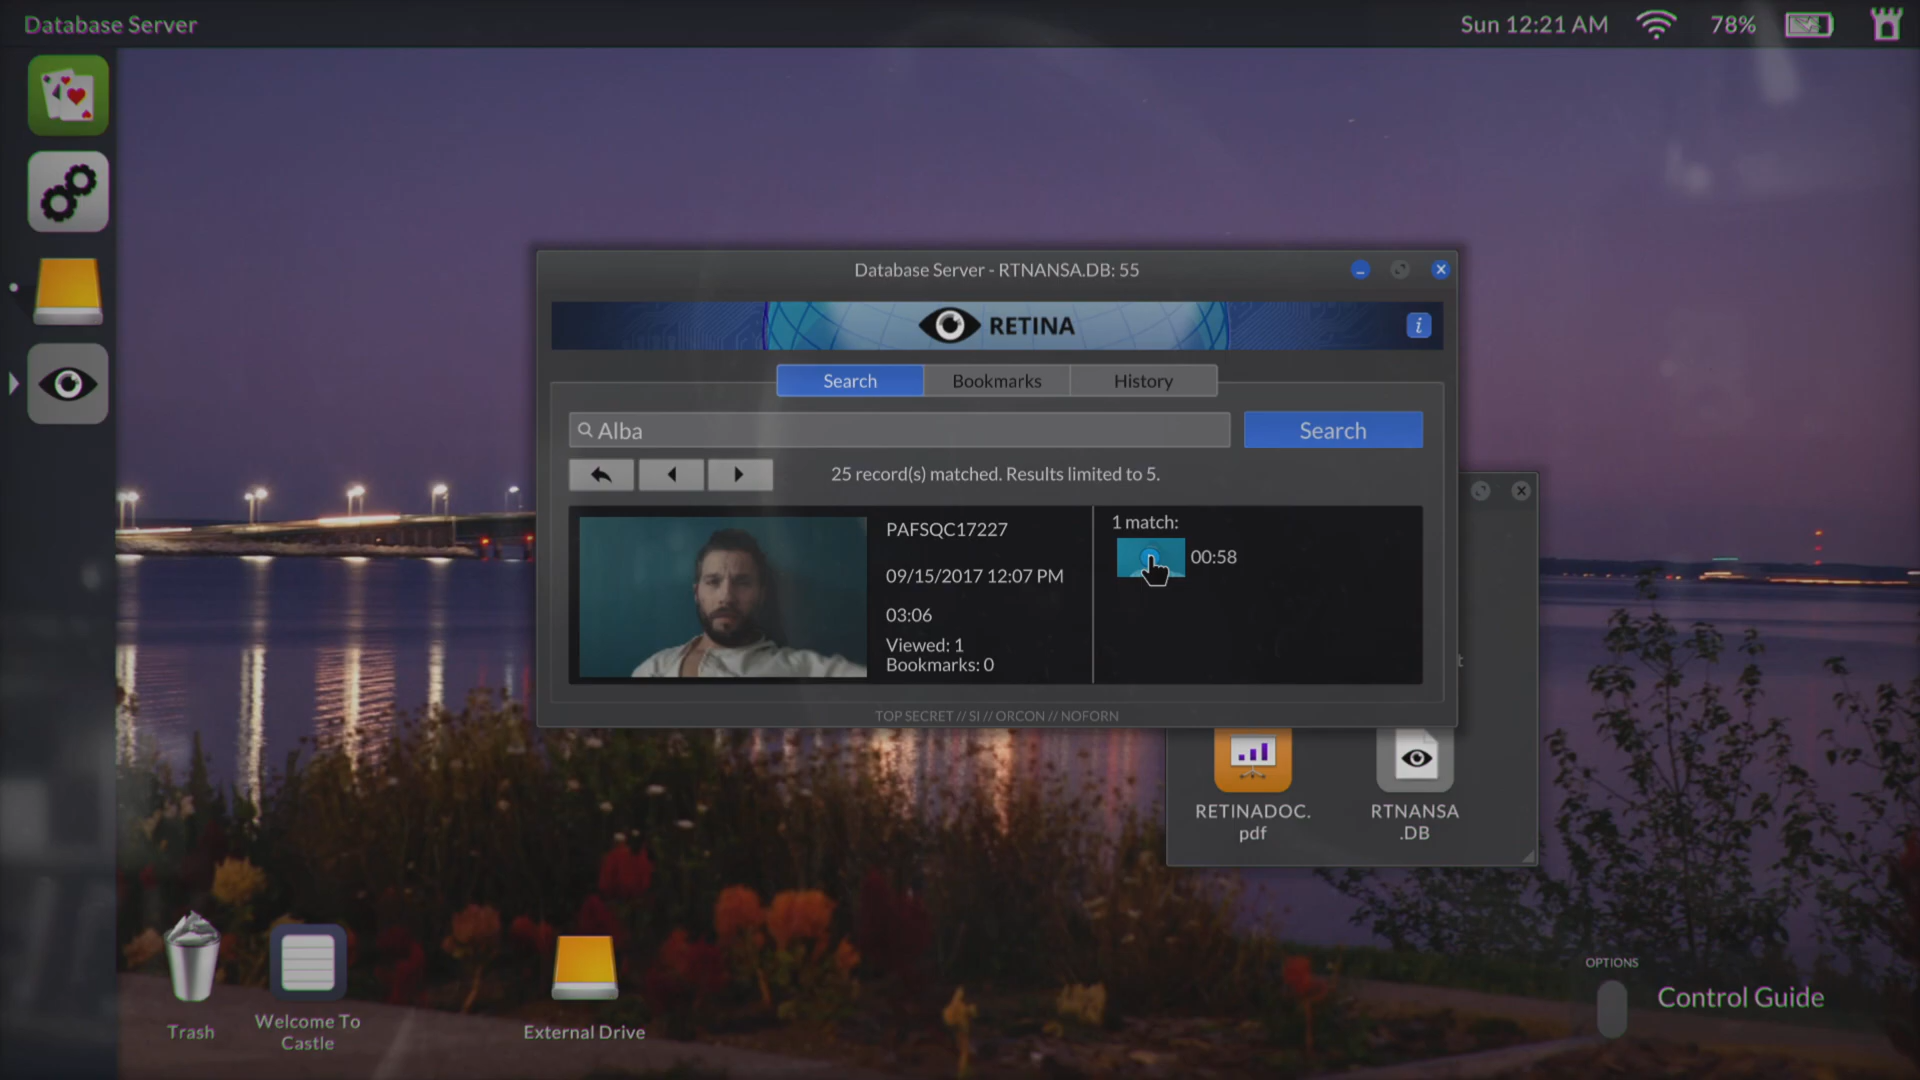 Database Server
Sun 12:21 AM
78%
Database Server - RTNANSA.DB: 55
RETINA
i
Search
Bookmarks
History
Alba
Search
25 record(s) matched. Results limited to 5.
PAFSQC17227
09/15/2017 12:07 PM
03:06
Viewed: 1
Bookmarks: 0
1 match:
00:58
TOP SECRET // SI // ORCON // NOFORN
t
RETINADOC.
pdf
RTNANSA
.DB
Trash
Welcome To
Castle
External Drive
OPTIONS
Control Guide